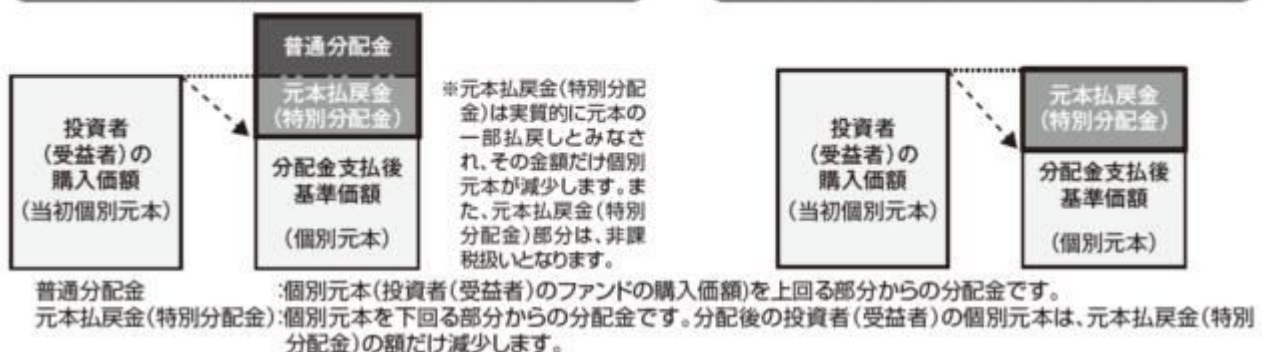 普通分配金
元本払戻金
(特別分配金)
投資者
(受益者)の
購入価額
(当初個別元本)
分配金支払後
基準価額
(個別元本)
※元本払戻金(特別分配
金)は実質的に元本の
一部払戻しとみなさ
れ、その金額だけ個別
元本が減少します。ま
た、元本払戻金(特別
分配金)部分は、非課
税扱いとなります。
投資者
(受益者)の
購入価額
(当初個別元本)
元本払戻金
(特別分配金)
分配金支払後
基準価額
(個別元本)
普通分配金 :個別元本(投資者(受益者)のファンドの購入価額)を上回る部分からの分配金です。
元本払戻金(特別分配金):個別元本を下回る部分からの分配金です。分配後の投資者(受益者)の個別元本は、元本払戻金(特別
分配金)の額だけ減少します。